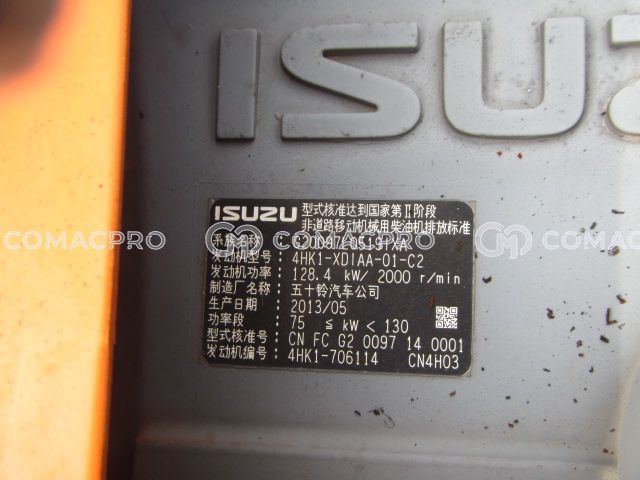 ISUZU
COMACPRO
COMACPRO
COMACPRO
ISUZU
型式核准达到国家第Ⅱ阶段
非道路移动机械用柴油机排放标准
系族名称:
发动机型号: 4HK1-XDIAA-01-C2
发动机功率: 128.4 kW/ 2000 r/min
制造厂名称: 五十铃汽车公司
生产日期: 2013/05
功率段: 75 ≦ kW < 130
型式核准号: CN FC G2 0097 14 0001
发动机编号: 4HK1-706114 CN4H03